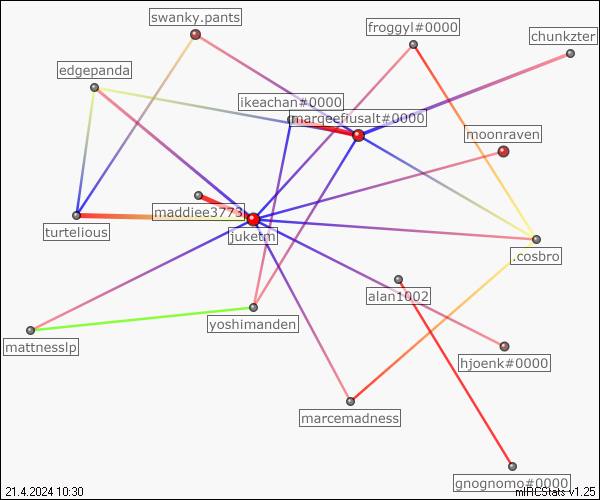 swanky.pants
froggyl#0000
chunkzter
edgepanda
ikeachan#0000
marqeefiusalt#0000
moonraven
maddiee3773
turtelious
juketm
.cosbro
alan1002
yoshimanden
mattnesslp
hjoenk#0000
marcemadness
gnognomo#0000
21.4.2024 10:30
mIRCStats v1.25